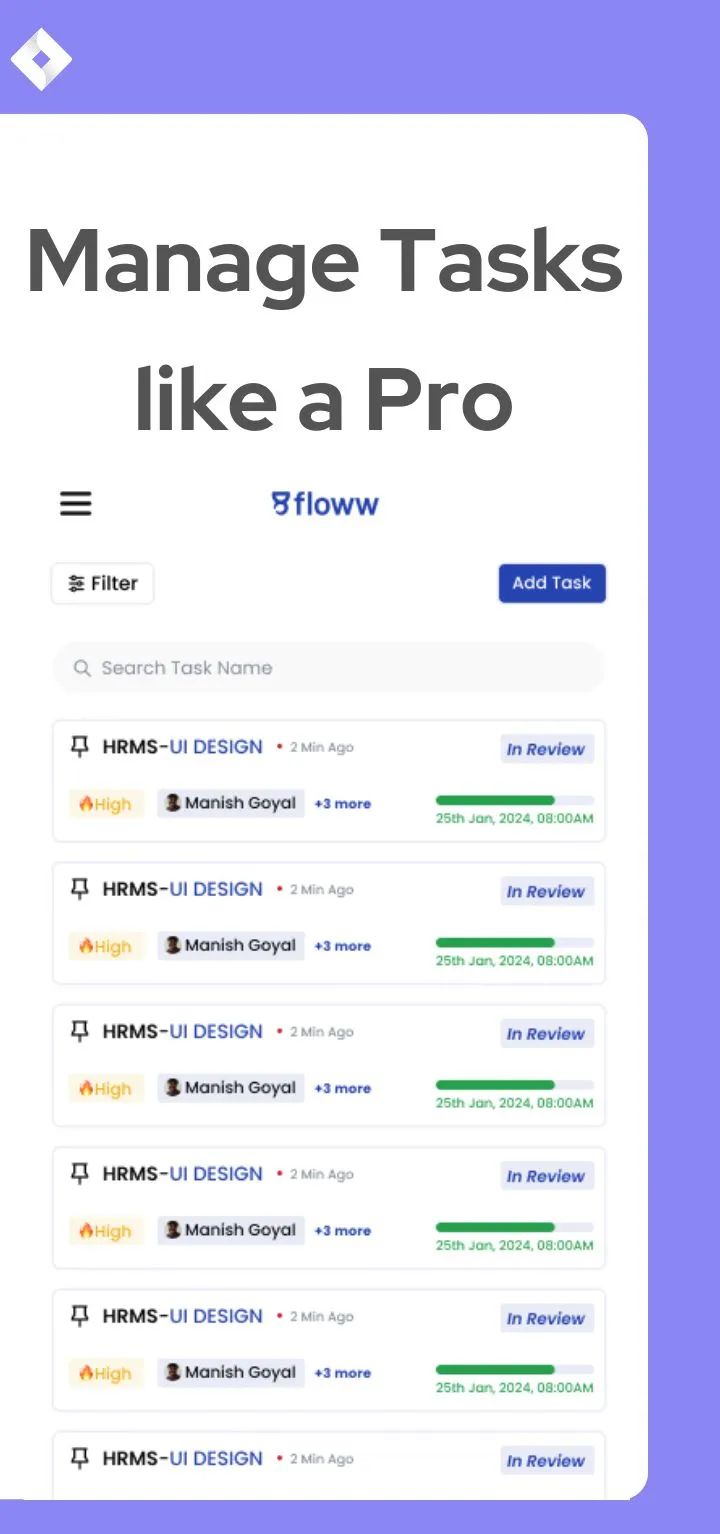 Manage Tasks
like a Pro
floww
Filter
Add Task
Search Task Name
HRMS-UI DESIGN • 2 Min Ago In Review
🔥High Manish Goyal +3 more
25th Jan, 2024, 08:00AM
HRMS-UI DESIGN • 2 Min Ago In Review
🔥High Manish Goyal +3 more
25th Jan, 2024, 08:00AM
HRMS-UI DESIGN • 2 Min Ago In Review
🔥High Manish Goyal +3 more
25th Jan, 2024, 08:00AM
HRMS-UI DESIGN • 2 Min Ago In Review
🔥High Manish Goyal +3 more
25th Jan, 2024, 08:00AM
HRMS-UI DESIGN • 2 Min Ago In Review
🔥High Manish Goyal +3 more
25th Jan, 2024, 08:00AM
HRMS-UI DESIGN • 2 Min Ago In Review